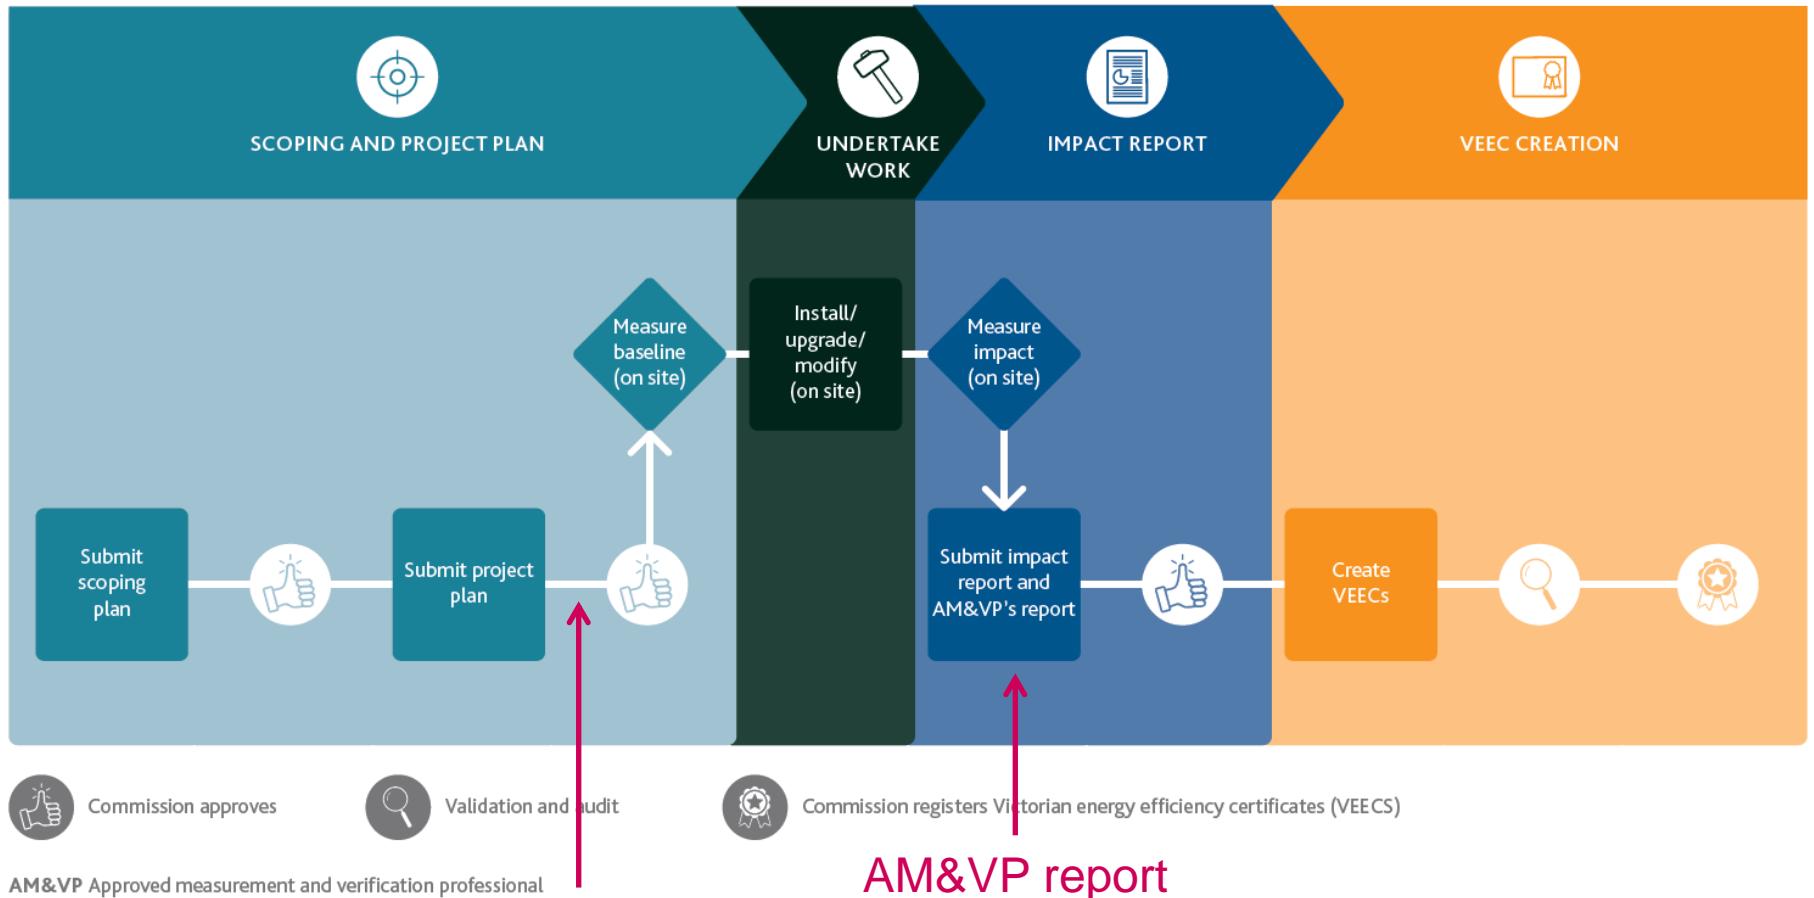 SCOPING AND PROJECT PLAN
UNDERTAKE
WORK
IMPACT REPORT
VEEC CREATION
Measure
baseline
(on site)
Install/
upgrade/
modify
(on site)
Measure
impact
(on site)
Submit
scoping
plan
Submit project
plan
Submit impact
report and
AM&VP's report
Create
VEECs
Commission approves
Validation and audit
Commission registers Victorian energy efficiency certificates (VEECS)
AM&VP Approved measurement and verification professional
AM&VP report